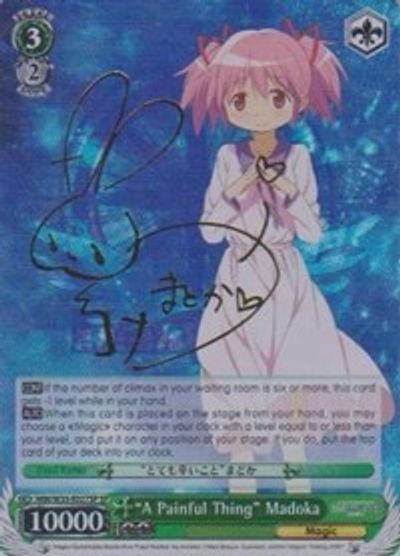 3
2
まどか
CONT If the number of climax in your waiting room is six or more, this card
gets -1 level while in your hand.
AUTO When this card is placed on the stage from your hand, you may
choose a «Magic» character in your clock with a level equal to or less than
your level, and put it on any position of your stage. If you do, put the top
card of your deck into your clock.
"とても辛いこと"まどか
10000
"A Painful Thing" Madoka
Magic